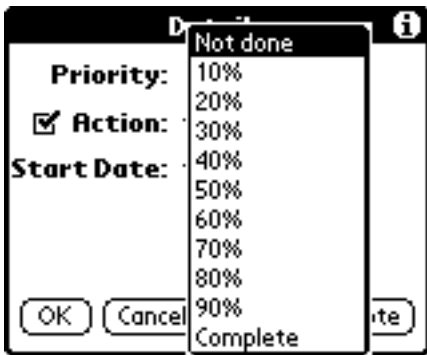 Not done
Priority:
10%
20%
Action:
30%
Start Date:
40%
50%
60%
70%
80%
90%
OK
Cancel
Complete